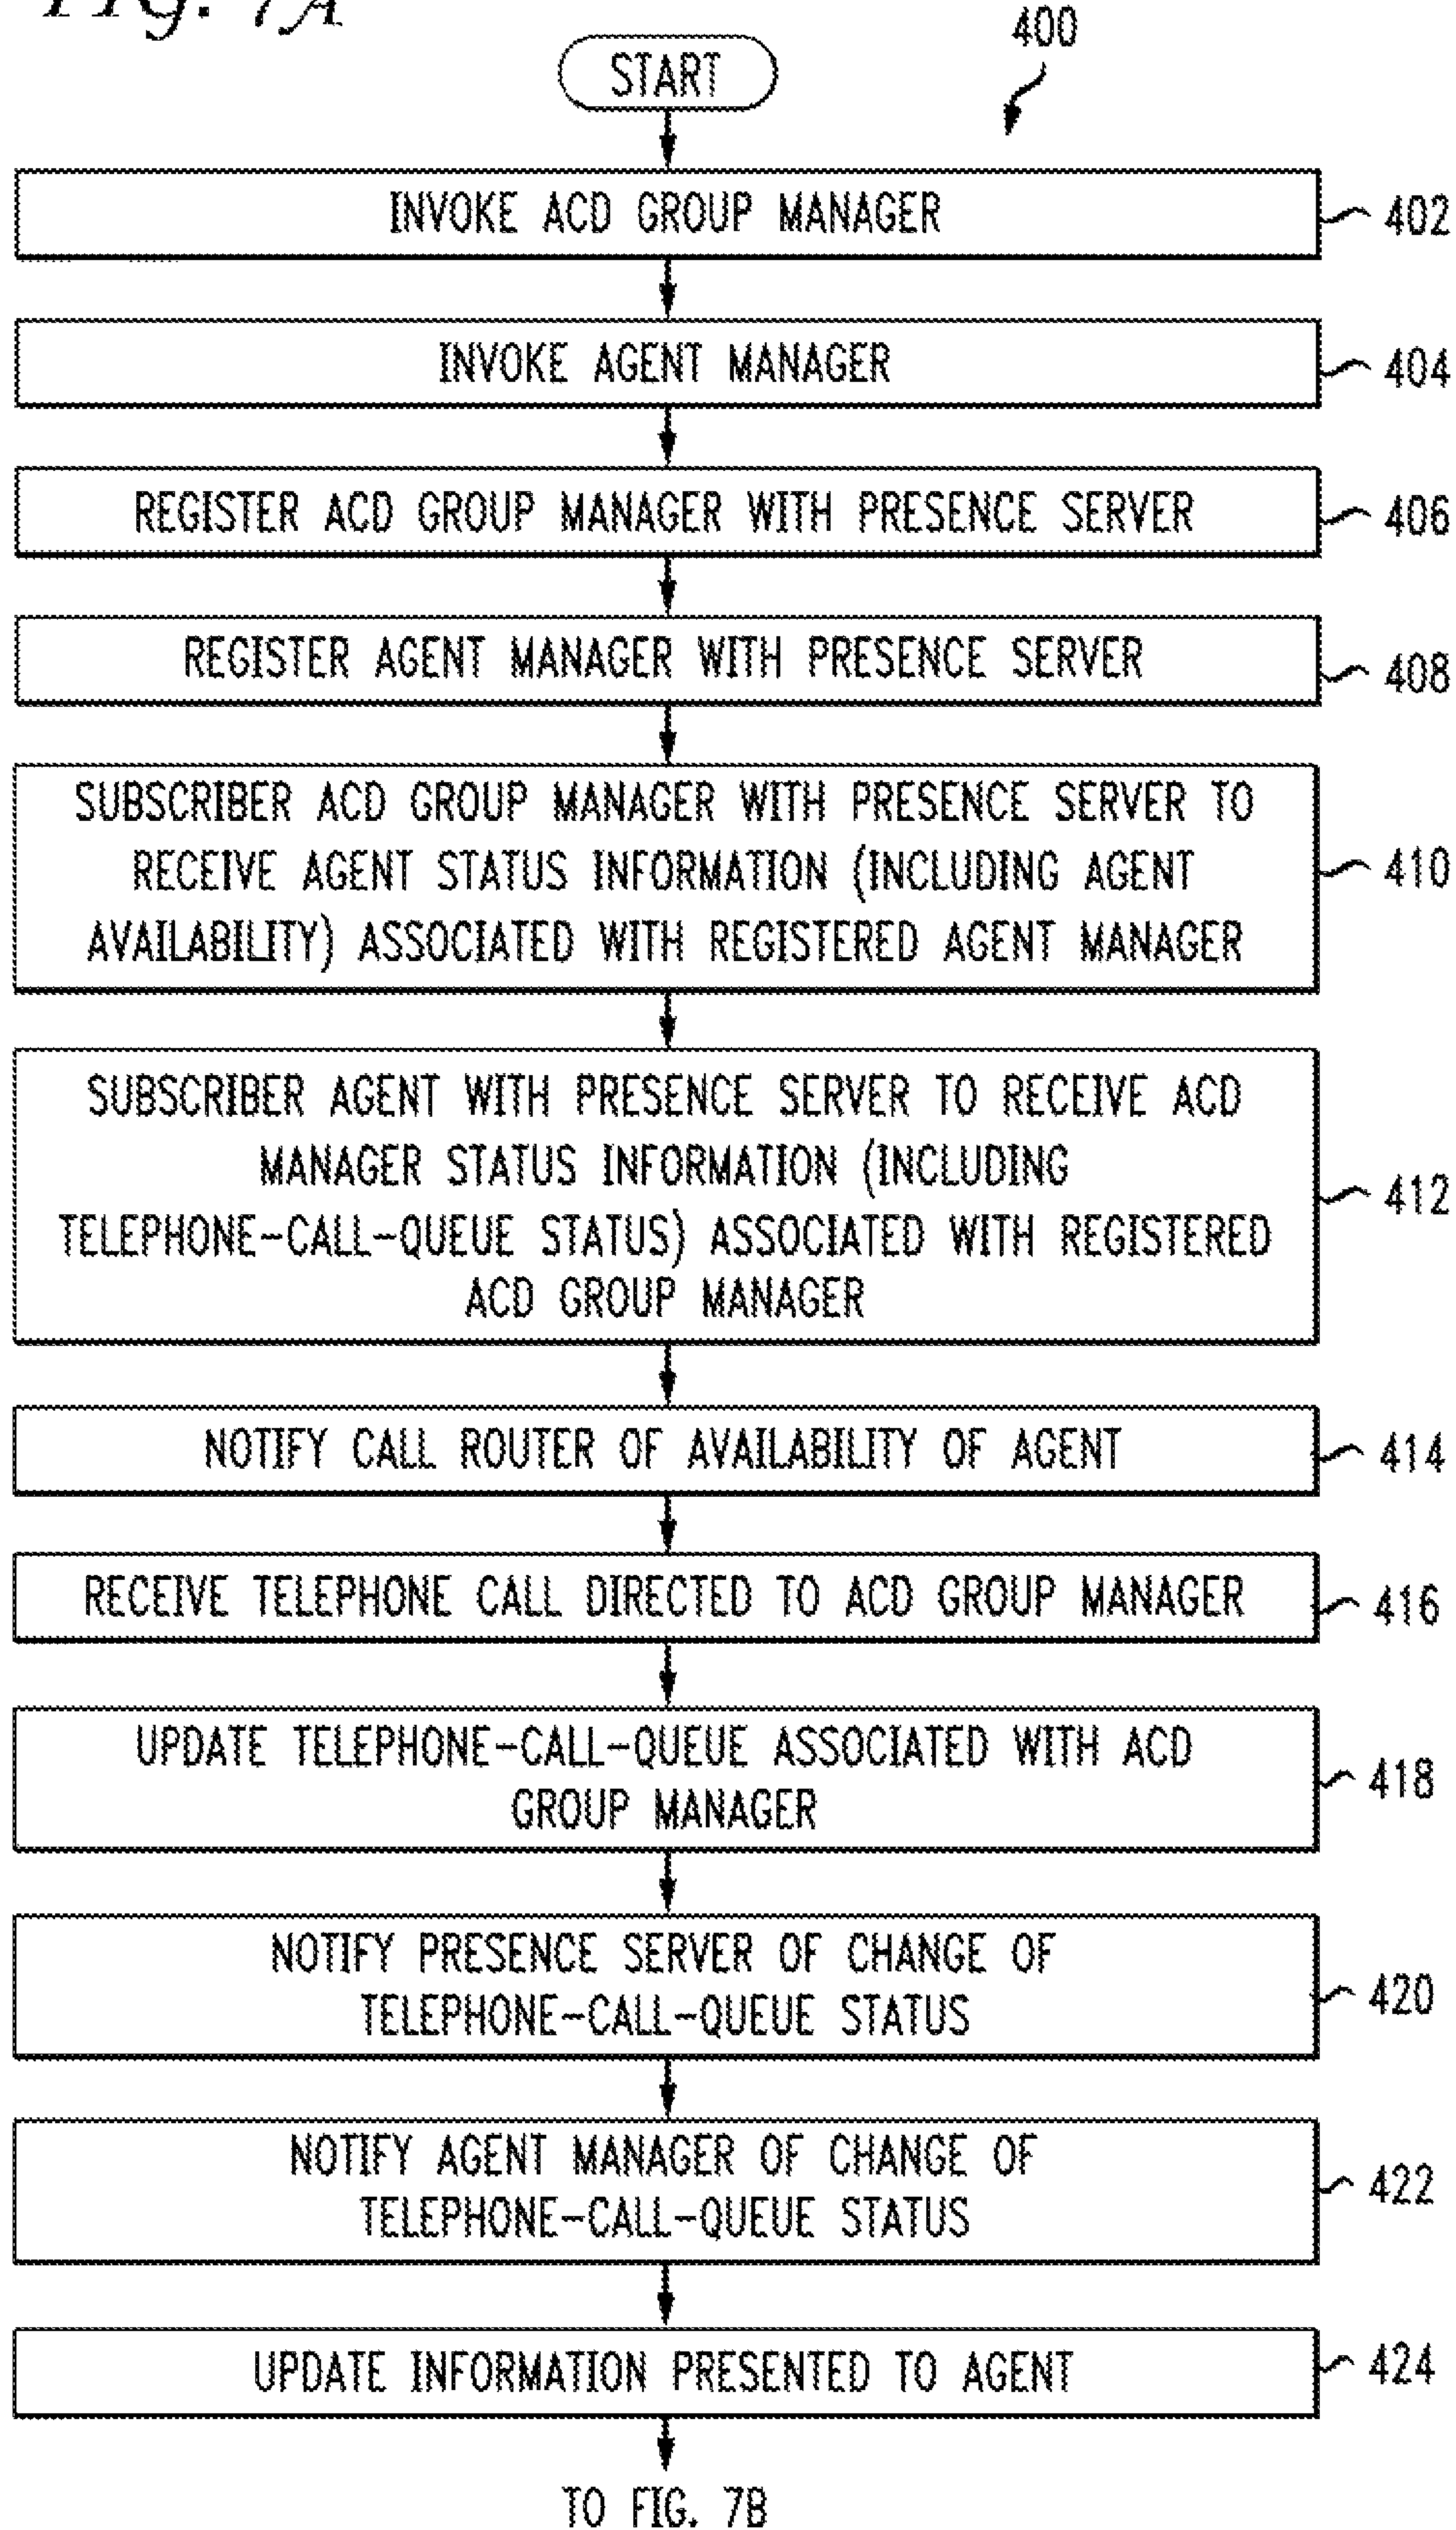 FIG. 7A
400
START
INVOKE ACD GROUP MANAGER
402
INVOKE AGENT MANAGER
404
REGISTER ACD GROUP MANAGER WITH PRESENCE SERVER
406
REGISTER AGENT MANAGER WITH PRESENCE SERVER
408
SUBSCRIBER ACD GROUP MANAGER WITH PRESENCE SERVER TO
RECEIVE AGENT STATUS INFORMATION (INCLUDING AGENT
AVAILABILITY) ASSOCIATED WITH REGISTERED AGENT MANAGER
410
SUBSCRIBER AGENT WITH PRESENCE SERVER TO RECEIVE ACD
MANAGER STATUS INFORMATION (INCLUDING
TELEPHONE-CALL-QUEUE STATUS) ASSOCIATED WITH REGISTERED
ACD GROUP MANAGER
412
NOTIFY CALL ROUTER OF AVAILABILITY OF AGENT
414
RECEIVE TELEPHONE CALL DIRECTED TO ACD GROUP MANAGER
416
UPDATE TELEPHONE-CALL-QUEUE ASSOCIATED WITH ACD
GROUP MANAGER
418
NOTIFY PRESENCE SERVER OF CHANGE OF
TELEPHONE-CALL-QUEUE STATUS
420
NOTIFY AGENT MANAGER OF CHANGE OF
TELEPHONE-CALL-QUEUE STATUS
422
UPDATE INFORMATION PRESENTED TO AGENT
424
TO FIG. 7B